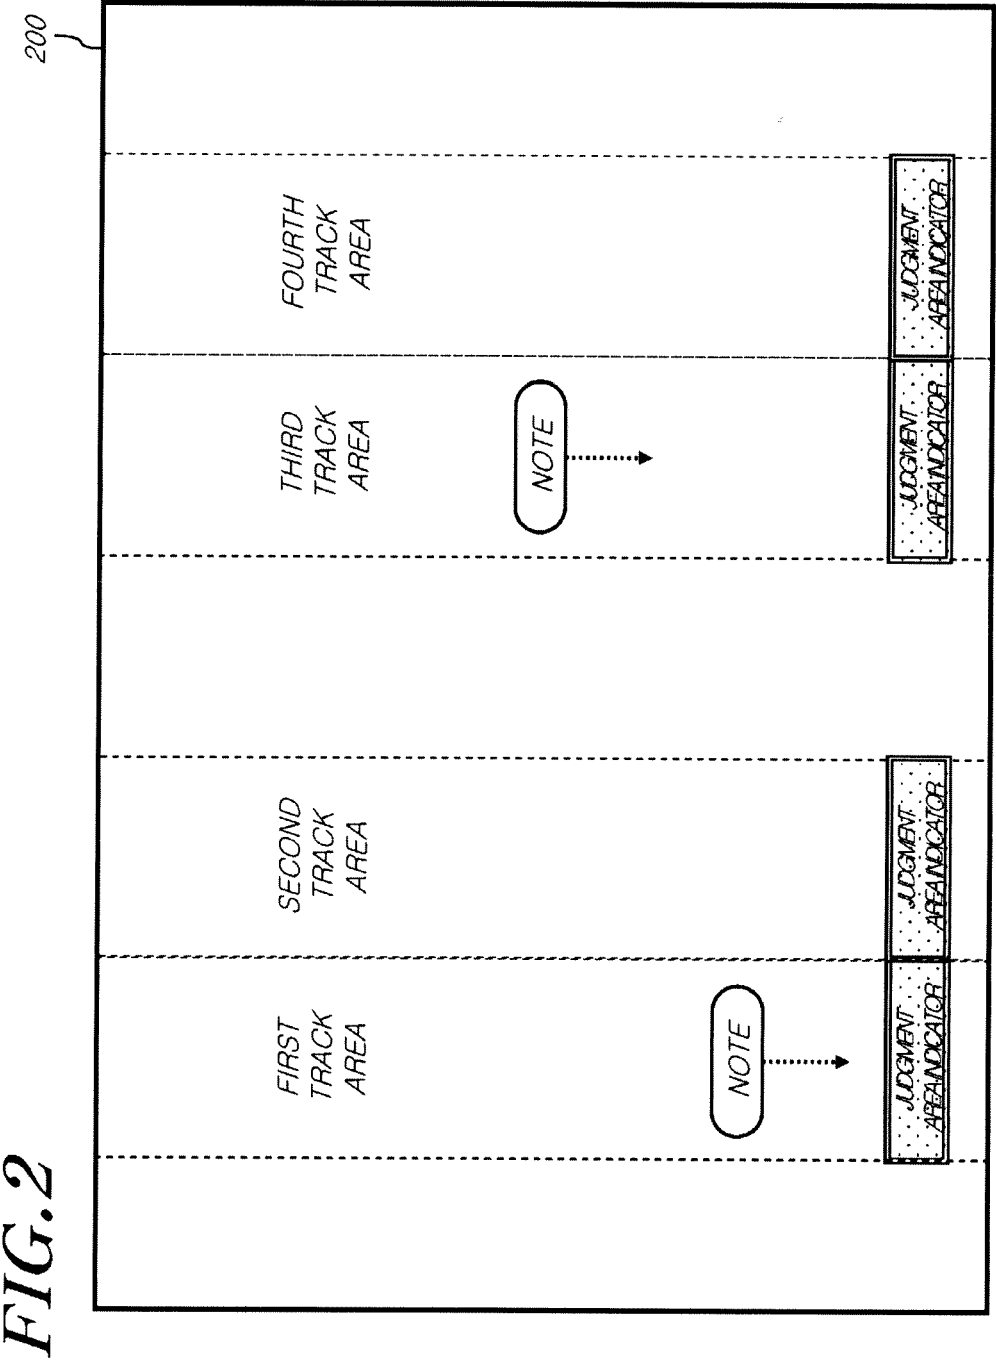 FIG.2
200
FIRST
TRACK
AREA
SECOND
TRACK
AREA
THIRD
TRACK
AREA
FOURTH
TRACK
AREA
NOTE
NOTE
JUDGMENT
AREA INDICATOR
JUDGMENT
AREA INDICATOR
JUDGMENT
AREA INDICATOR
JUDGMENT
AREA INDICATOR